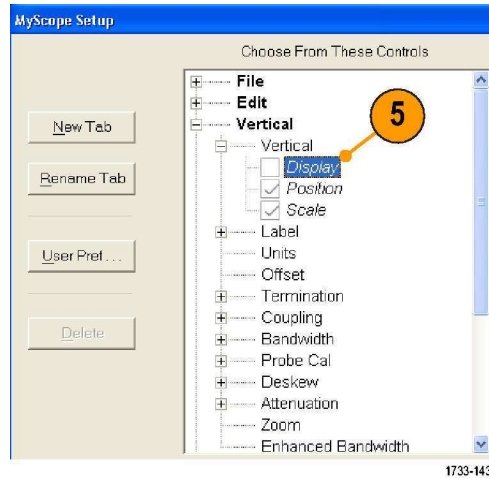 MyScope Setup
Choose From These Controls
File
Edit
Vertical
Vertical
Display
Position
Scale
Label
Units
Offset
Termination
Coupling
Bandwidth
Probe Cal
Deskew
Attenuation
Zoom
Enhanced Bandwidth
New Tab
Rename Tab
User Pref...
Delete
5
1733-143